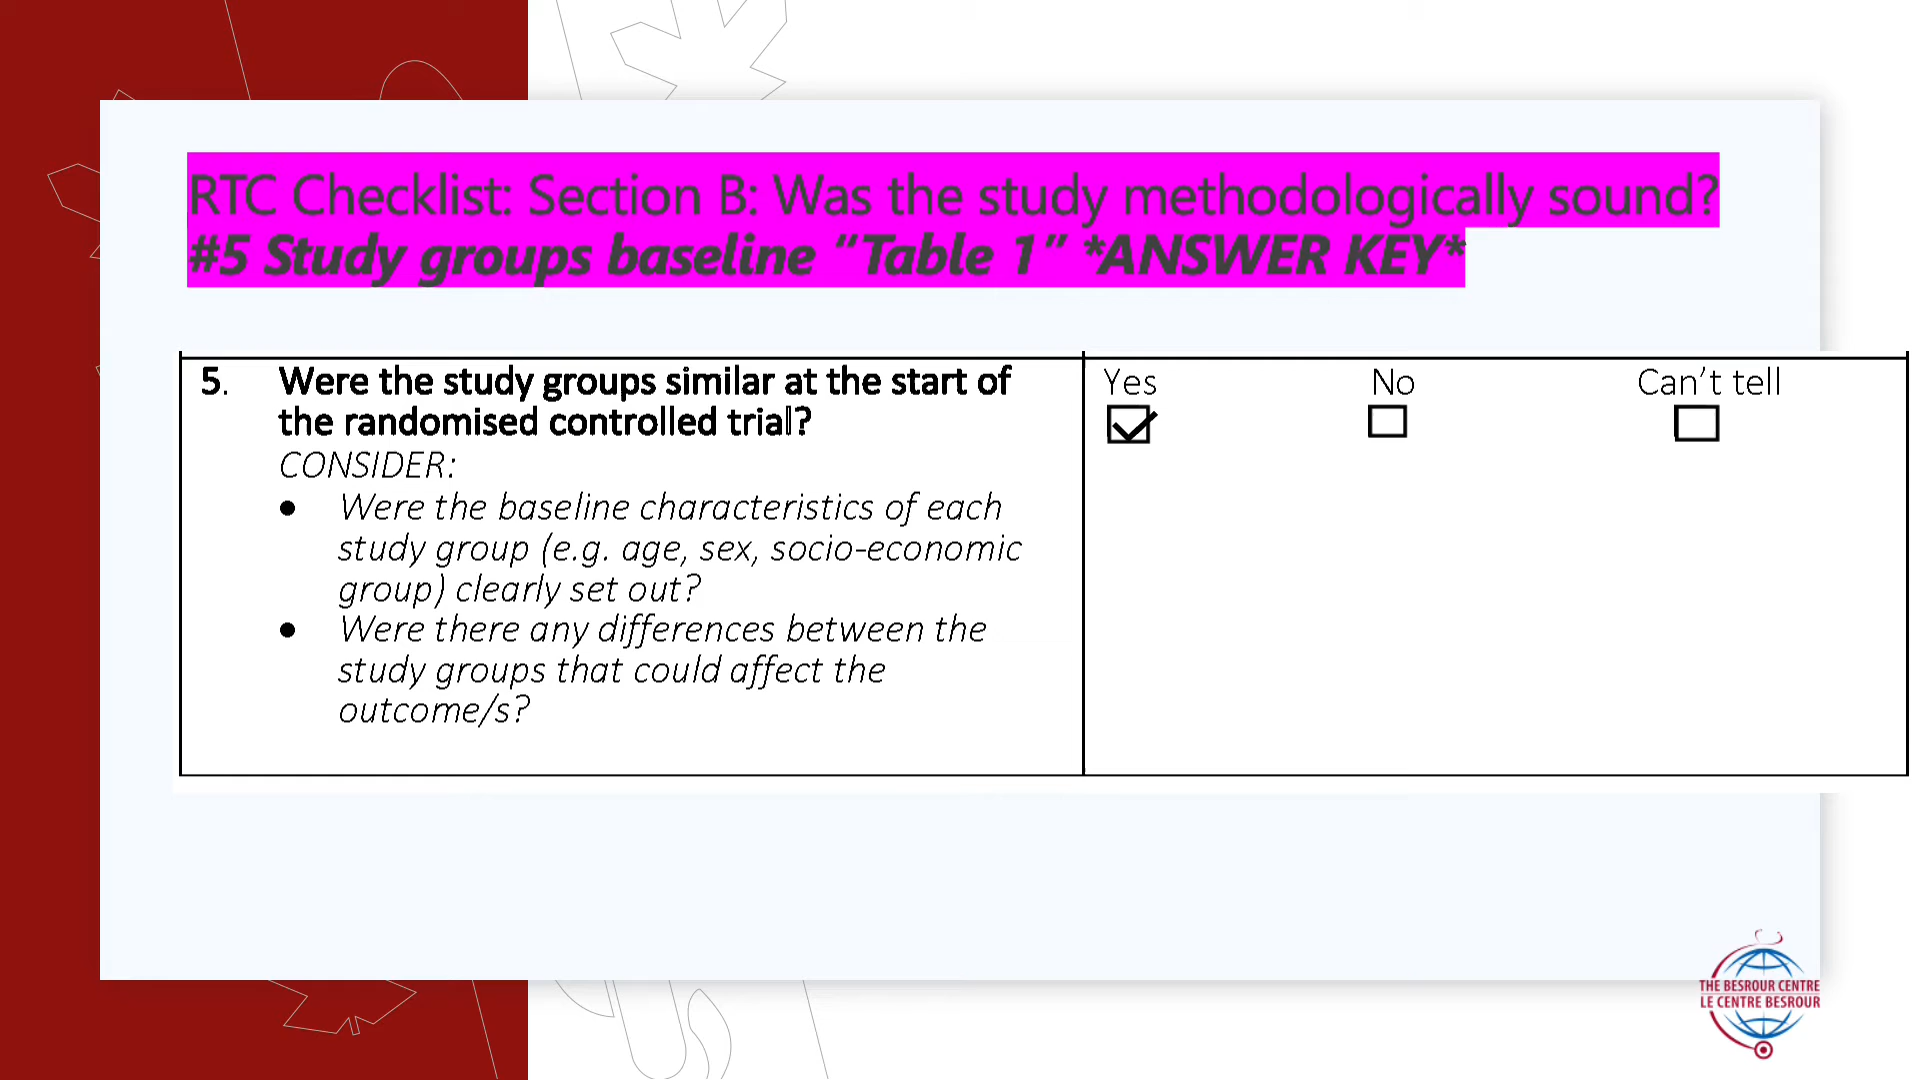 RTC Checklist: Section B: Was the study methodologically sound?
#5 Study groups baseline “Table 1” *ANSWER KEY*
5. Were the study groups similar at the start of
the randomised controlled trial?
CONSIDER:
● Were the baseline characteristics of each
study group (e.g. age, sex, socio-economic
group) clearly set out?
● Were there any differences between the
study groups that could affect the
outcome/s?
Yes No Can’t tell
THE BESROUR CENTRE
LE CENTRE BESROUR